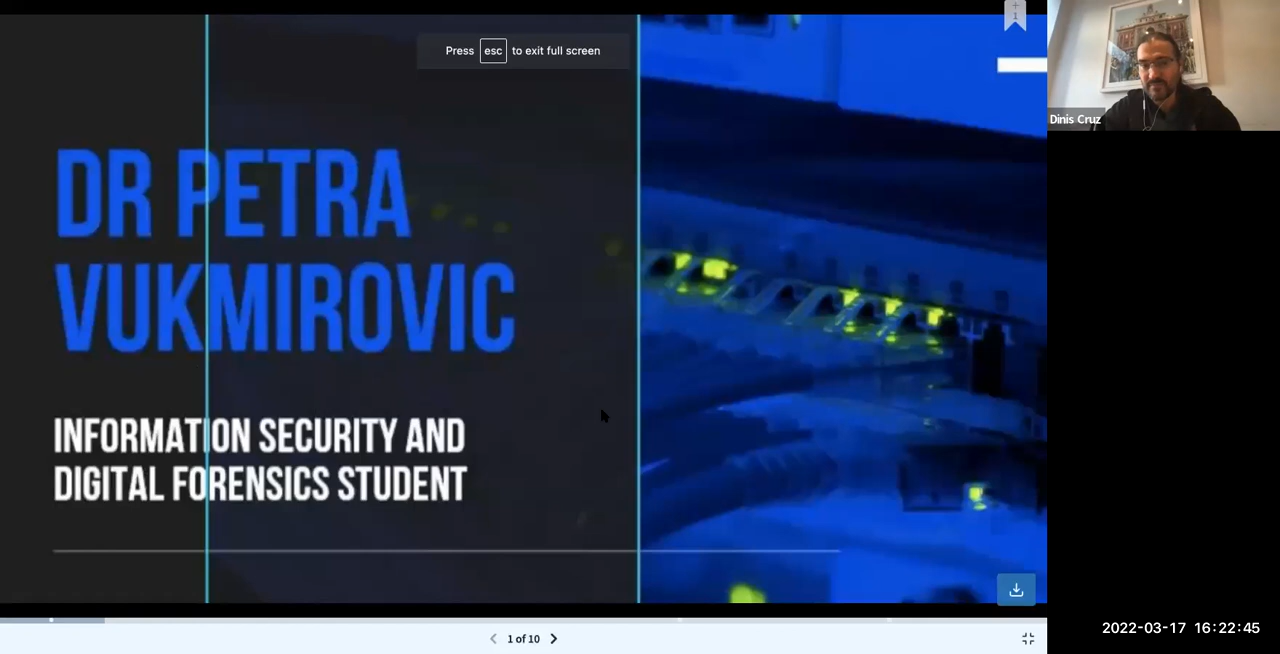 +
1
Press esc to exit full screen
DR PETRA
VUKMIROVIC
INFORMATION SECURITY AND
DIGITAL FORENSICS STUDENT
Dinis Cruz
1 of 10
2022-03-17 16:22:45